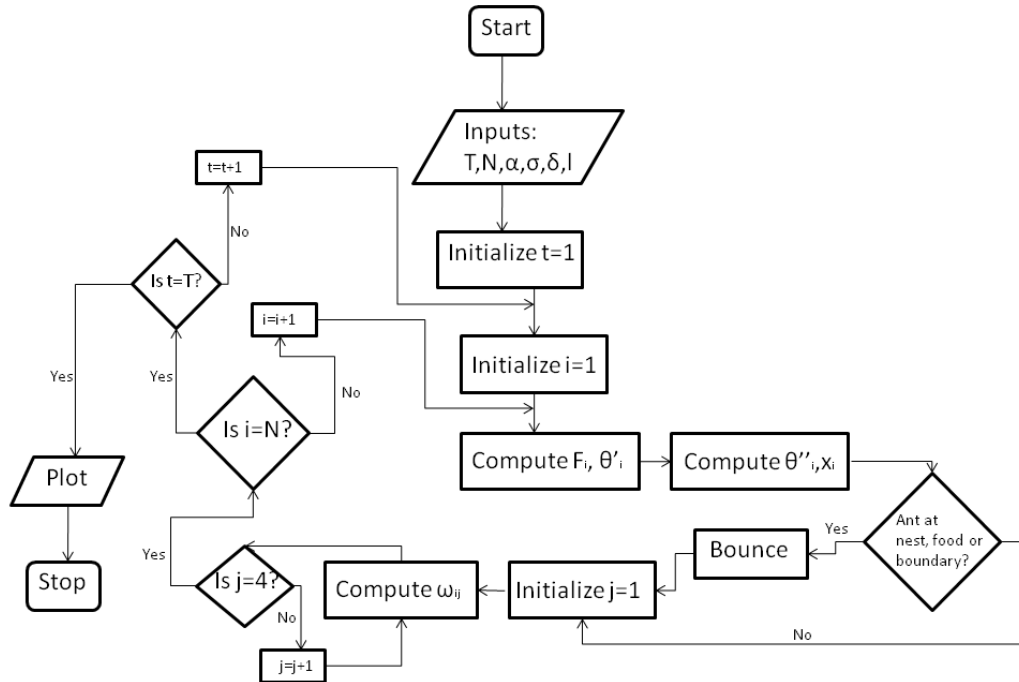 Start
Inputs:
T,N,α,σ,δ,l
t=t+1
No
Initialize t=1
Is t=T?
i=i+1
Initialize i=1
Yes
Yes
No
Is i=N?
Compute Fᵢ, θ'ᵢ
Compute θ''ᵢ,xᵢ
Plot
Ant at
nest, food or
boundary?
Yes
Bounce
Yes
Stop
Is j=4?
Compute ωᵢⱼ
Initialize j=1
No
No
j=j+1